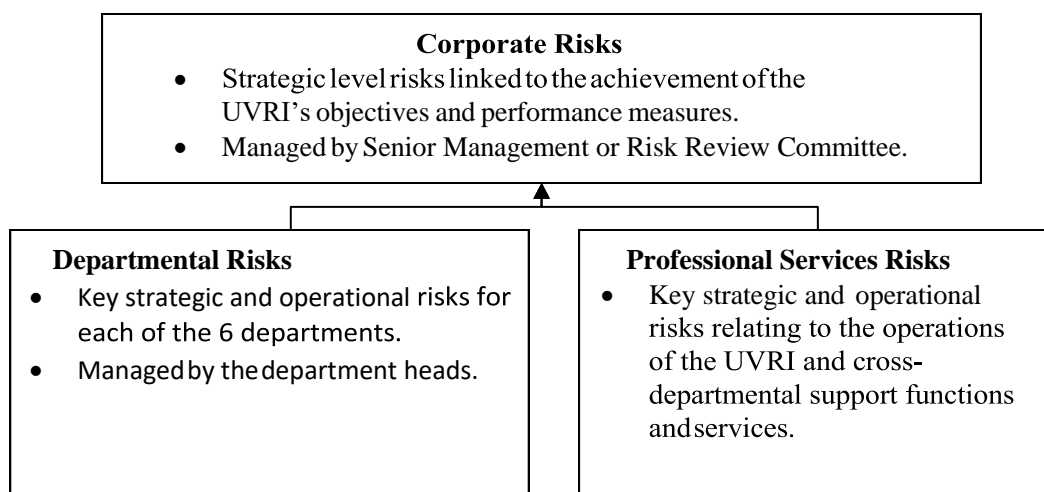 Corporate Risks
• Strategic level risks linked to the achievement of the
UVRI’s objectives and performance measures.
• Managed by Senior Management or Risk Review Committee.
Departmental Risks
• Key strategic and operational risks for
each of the 6 departments.
• Managed by the department heads.
Professional Services Risks
• Key strategic and operational
risks relating to the operations
of the UVRI and cross-
departmental support functions
and services.